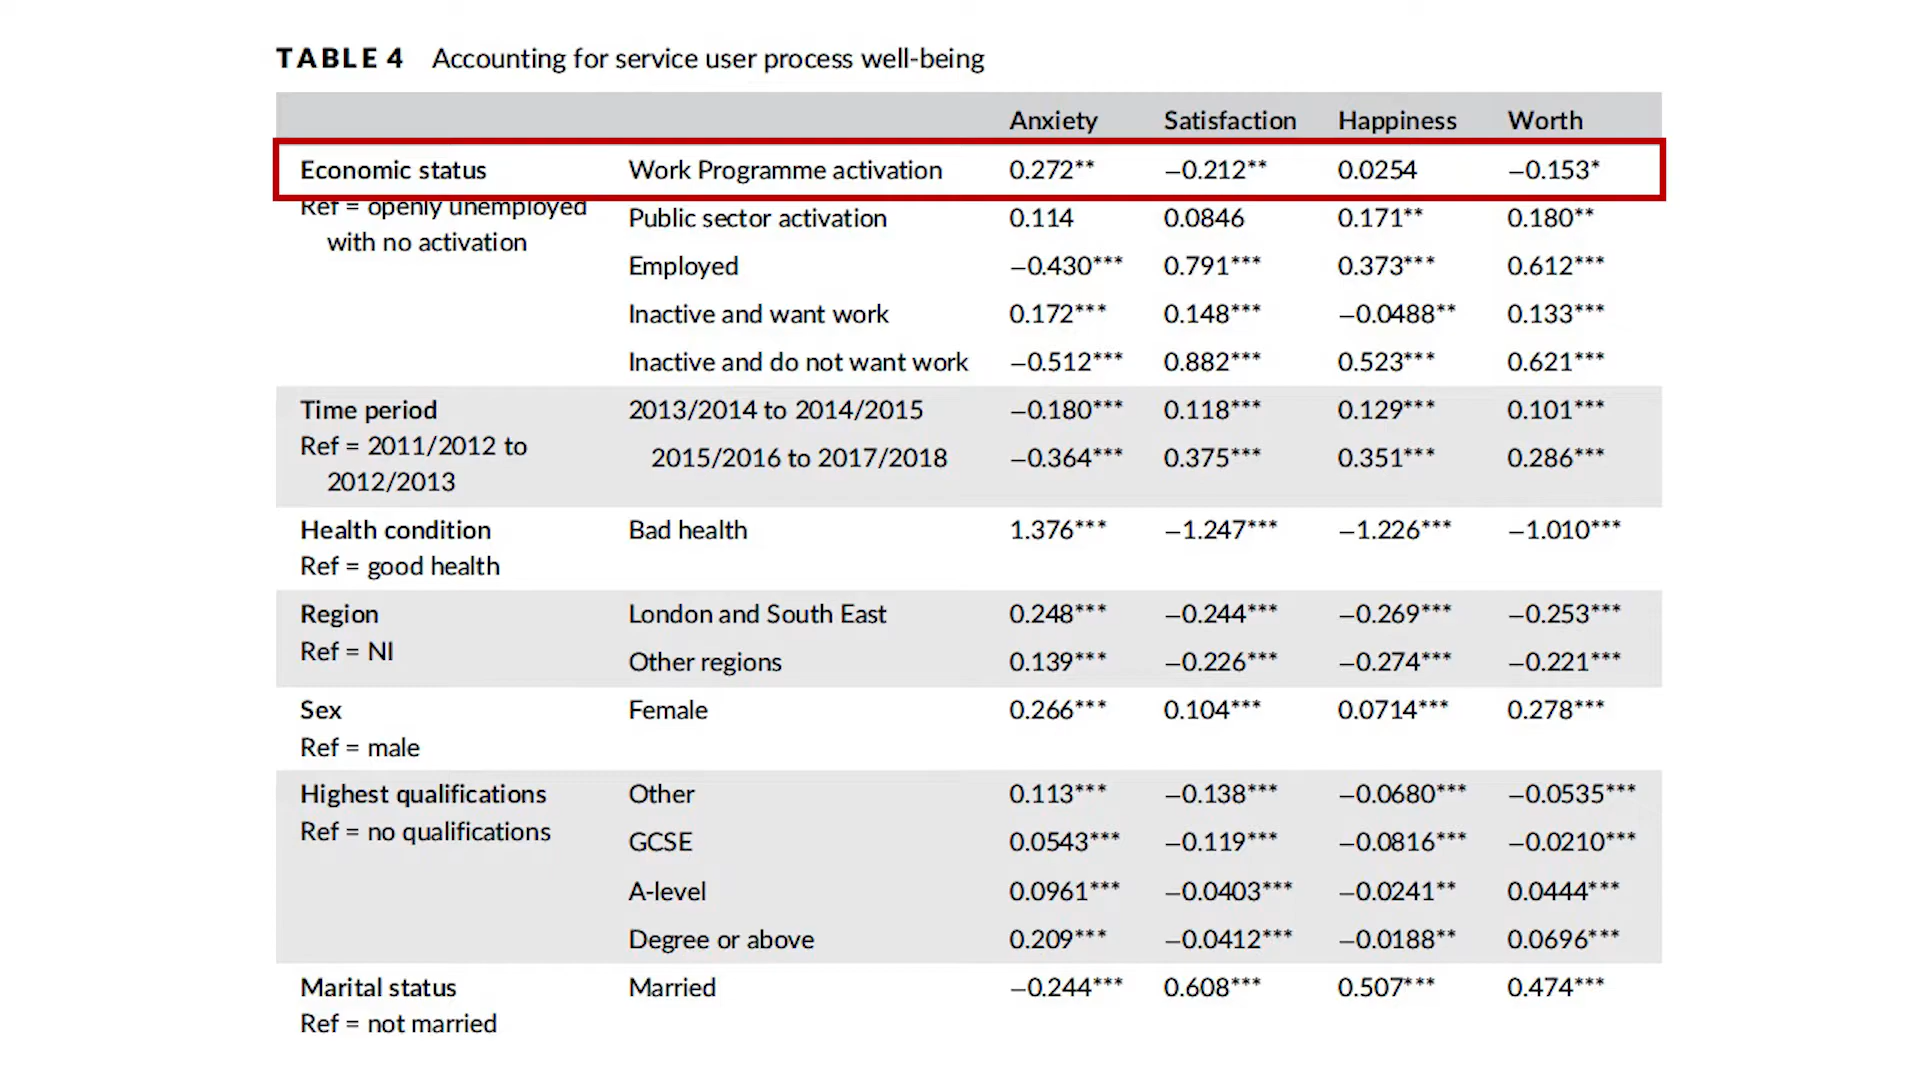 TABLE 4 Accounting for service user process well-being
Anxiety Satisfaction Happiness Worth
Economic status Work Programme activation 0.272** −0.212** 0.0254 −0.153*
Ref = openly unemployed
with no activation
Public sector activation 0.114 0.0846 0.171** 0.180**
Employed −0.430*** 0.791*** 0.373*** 0.612***
Inactive and want work 0.172*** 0.148*** −0.0488** 0.133***
Inactive and do not want work −0.512*** 0.882*** 0.523*** 0.621***
Time period 2013/2014 to 2014/2015 −0.180*** 0.118*** 0.129*** 0.101***
Ref = 2011/2012 to
2012/2013
2015/2016 to 2017/2018 −0.364*** 0.375*** 0.351*** 0.286***
Health condition Bad health 1.376*** −1.247*** −1.226*** −1.010***
Ref = good health
Region London and South East 0.248*** −0.244*** −0.269*** −0.253***
Ref = NI
Other regions 0.139*** −0.226*** −0.274*** −0.221***
Sex Female 0.266*** 0.104*** 0.0714*** 0.278***
Ref = male
Highest qualifications Other 0.113*** −0.138*** −0.0680*** −0.0535***
Ref = no qualifications
GCSE 0.0543*** −0.119*** −0.0816*** −0.0210***
A-level 0.0961*** −0.0403*** −0.0241** 0.0444***
Degree or above 0.209*** −0.0412*** −0.0188** 0.0696***
Marital status Married −0.244*** 0.608*** 0.507*** 0.474***
Ref = not married